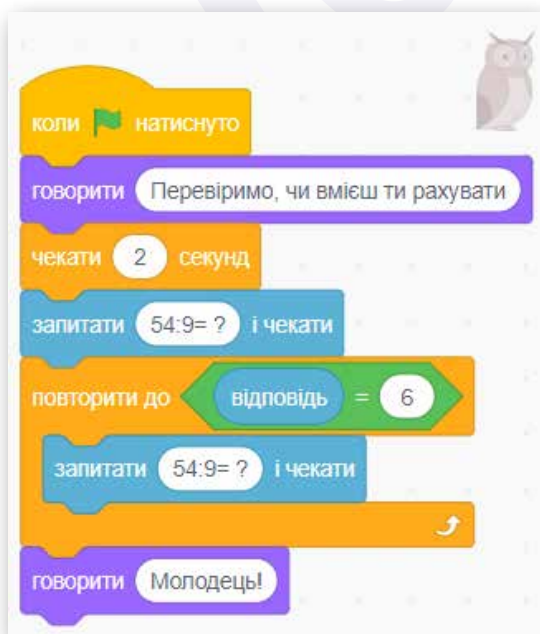 коли натиснуто
говорити Перевіримо, чи вмієш ти рахувати
чекати 2 секунд
запитати 54:9= ? і чекати
повторити до відповідь = 6
запитати 54:9= ? і чекати
говорити Молодець!